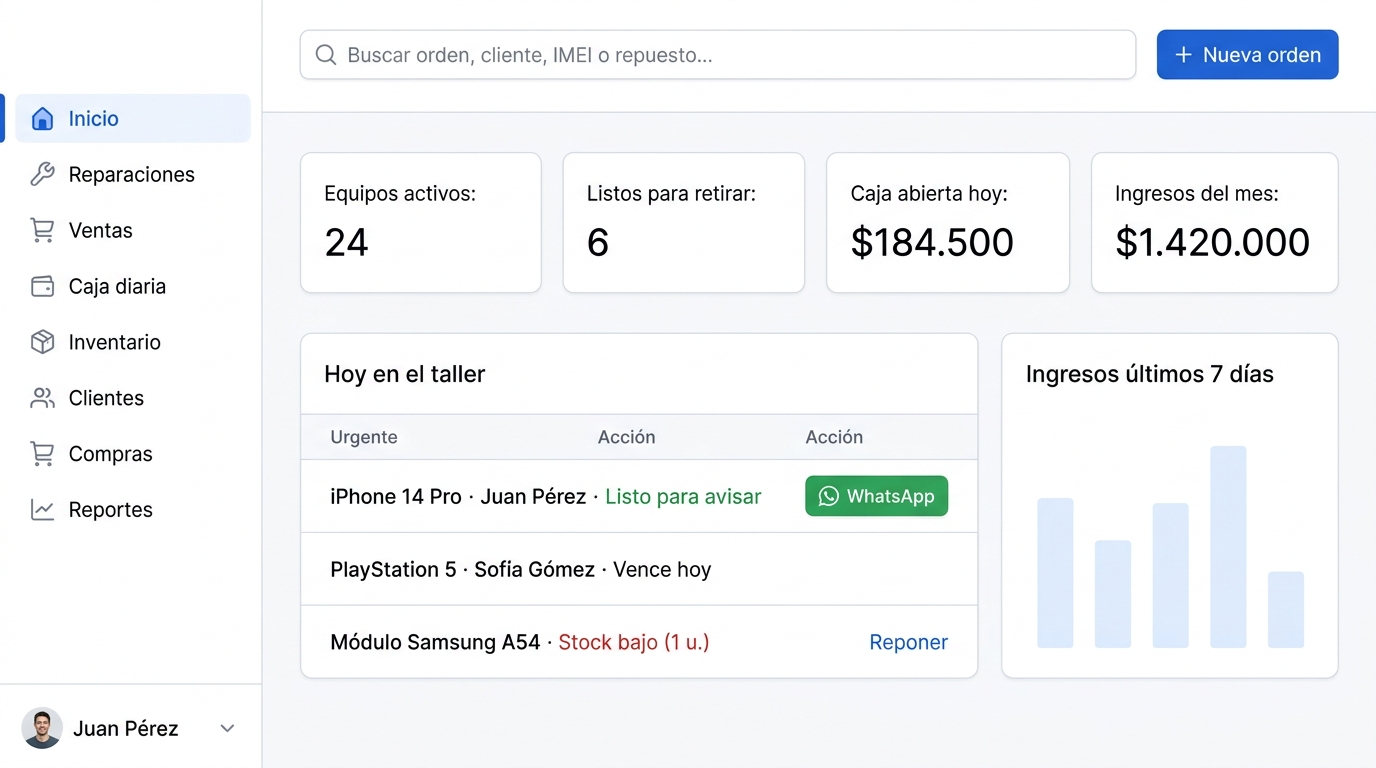 Buscar orden, cliente, IMEI o repuesto...
+ Nueva orden
Inicio
Reparaciones
Ventas
Caja diaria
Inventario
Clientes
Compras
Reportes
Juan Pérez
Equipos activos:
24
Listos para retirar:
6
Caja abierta hoy:
$184.500
Ingresos del mes:
$1.420.000
Hoy en el taller
Urgente Acción Acción
iPhone 14 Pro · Juan Pérez · Listo para avisar WhatsApp
PlayStation 5 · Sofía Gómez · Vence hoy
Módulo Samsung A54 · Stock bajo (1 u.) Reponer
Ingresos últimos 7 días